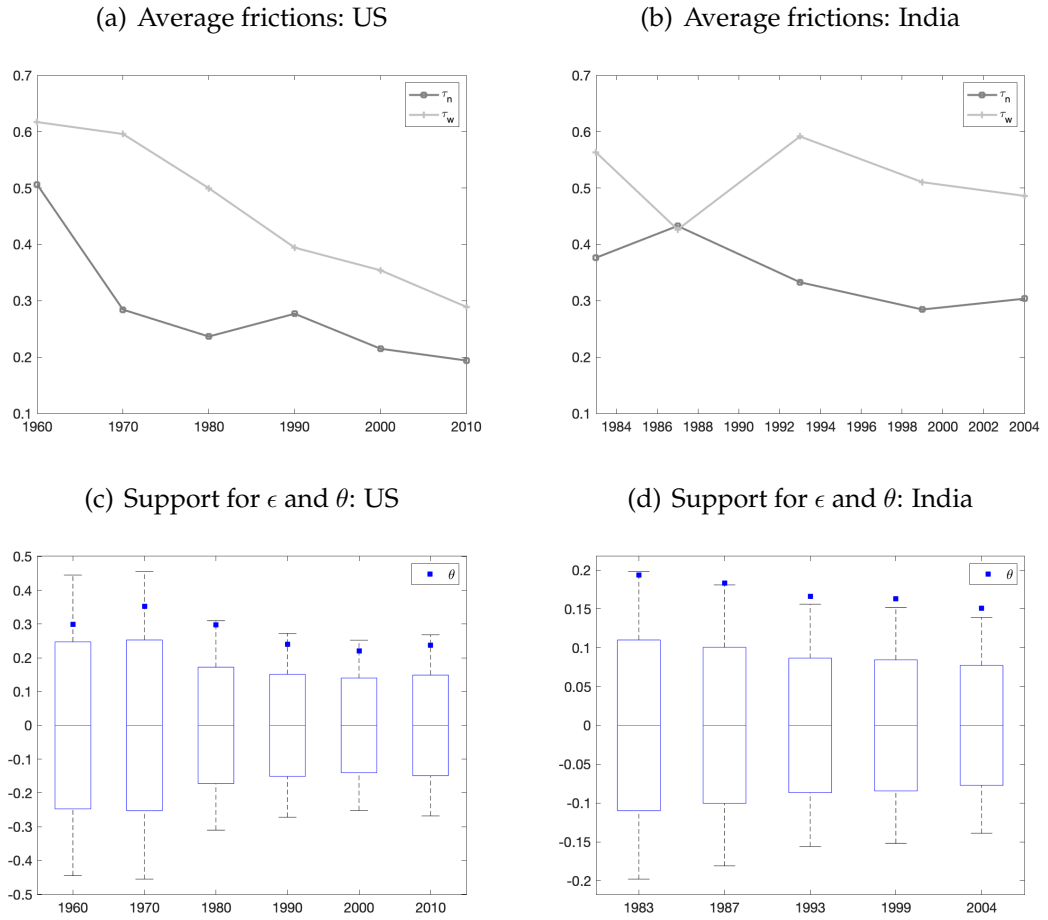 (a) Average frictions: US
0.7
0.6
0.5
0.4
0.3
0.2
0.1
1960 1970 1980 1990 2000 2010
τn
τw
(b) Average frictions: India
0.7
0.6
0.5
0.4
0.3
0.2
0.1
1984 1986 1988 1990 1992 1994 1996 1998 2000 2002 2004
τn
τw
(c) Support for ϵ and θ: US
0.5
0.4
0.3
0.2
0.1
0
-0.1
-0.2
-0.3
-0.4
-0.5
1960 1970 1980 1990 2000 2010
θ
(d) Support for ϵ and θ: India
0.2
0.15
0.1
0.05
0
-0.05
-0.1
-0.15
-0.2
1983 1987 1993 1999 2004
θ